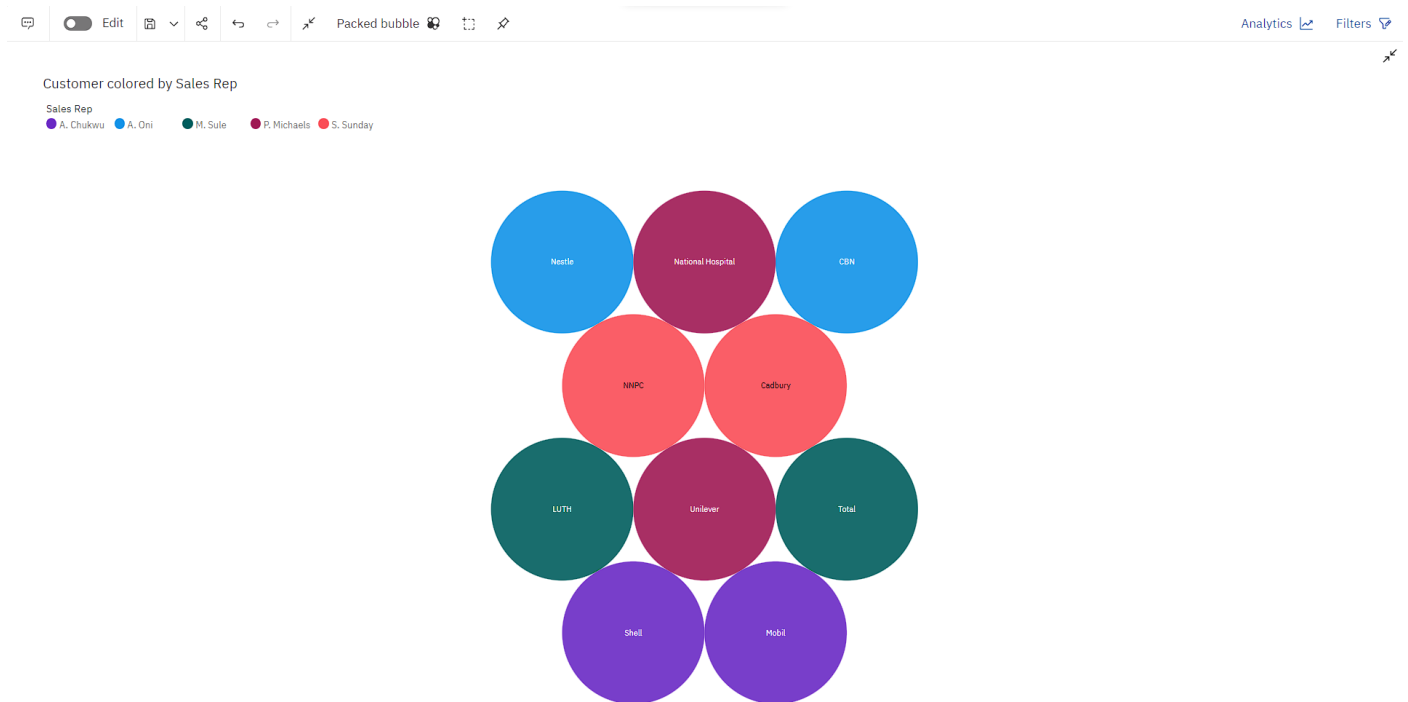 Edit
Packed bubble
Analytics
Filters
Customer colored by Sales Rep
Sales Rep
A. Chukwu A. Oni M. Sule P. Michaels S. Sunday
Nestle National Hospital CBN
NNPC Cadbury
LUTH Unilever Total
Shell Mobil